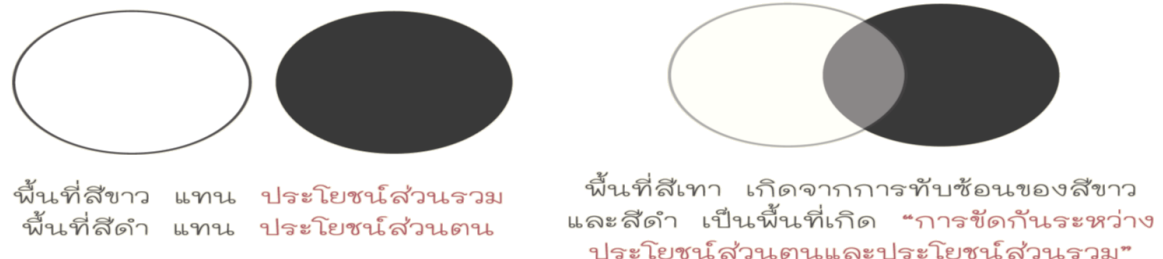 พื้นที่สีขาว แทน ประโยชน์ส่วนรวม
พื้นที่สีดำ แทน ประโยชน์ส่วนตน
พื้นที่สีเทา เกิดจากการทับซ้อนของสีขาว
และสีดำ เป็นพื้นที่เกิด “การขัดกันระหว่าง
ประโยชน์ส่วนตนและประโยชน์ส่วนรวม”